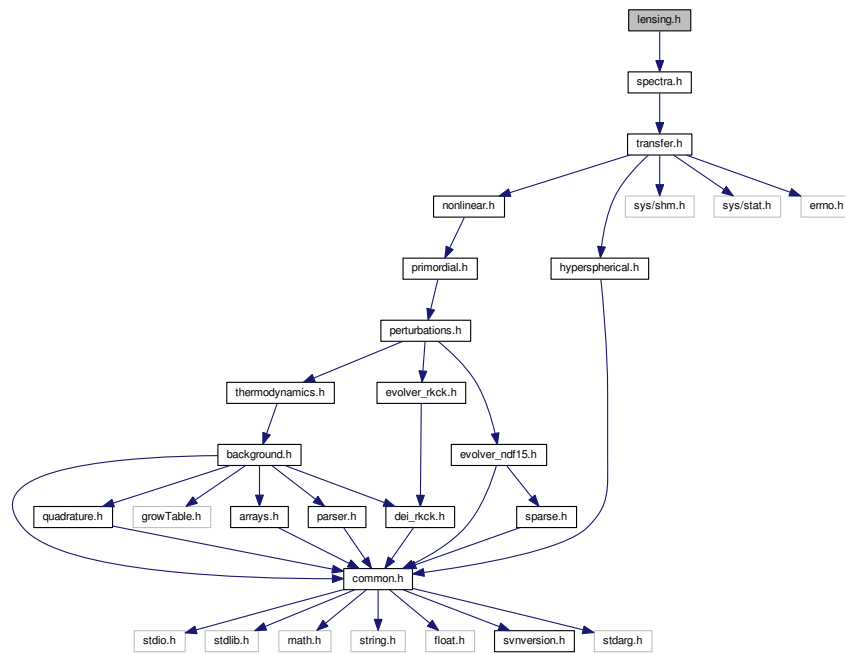 lensing.h
spectra.h
transfer.h
nonlinear.h
sys/shm.h
sys/stat.h
errno.h
primordial.h
hyperspherical.h
perturbations.h
thermodynamics.h
evolver_rkck.h
background.h
evolver_ndf15.h
quadrature.h
growTable.h
arrays.h
parser.h
dei_rkck.h
sparse.h
common.h
stdio.h
stdlib.h
math.h
string.h
float.h
svnversion.h
stdarg.h